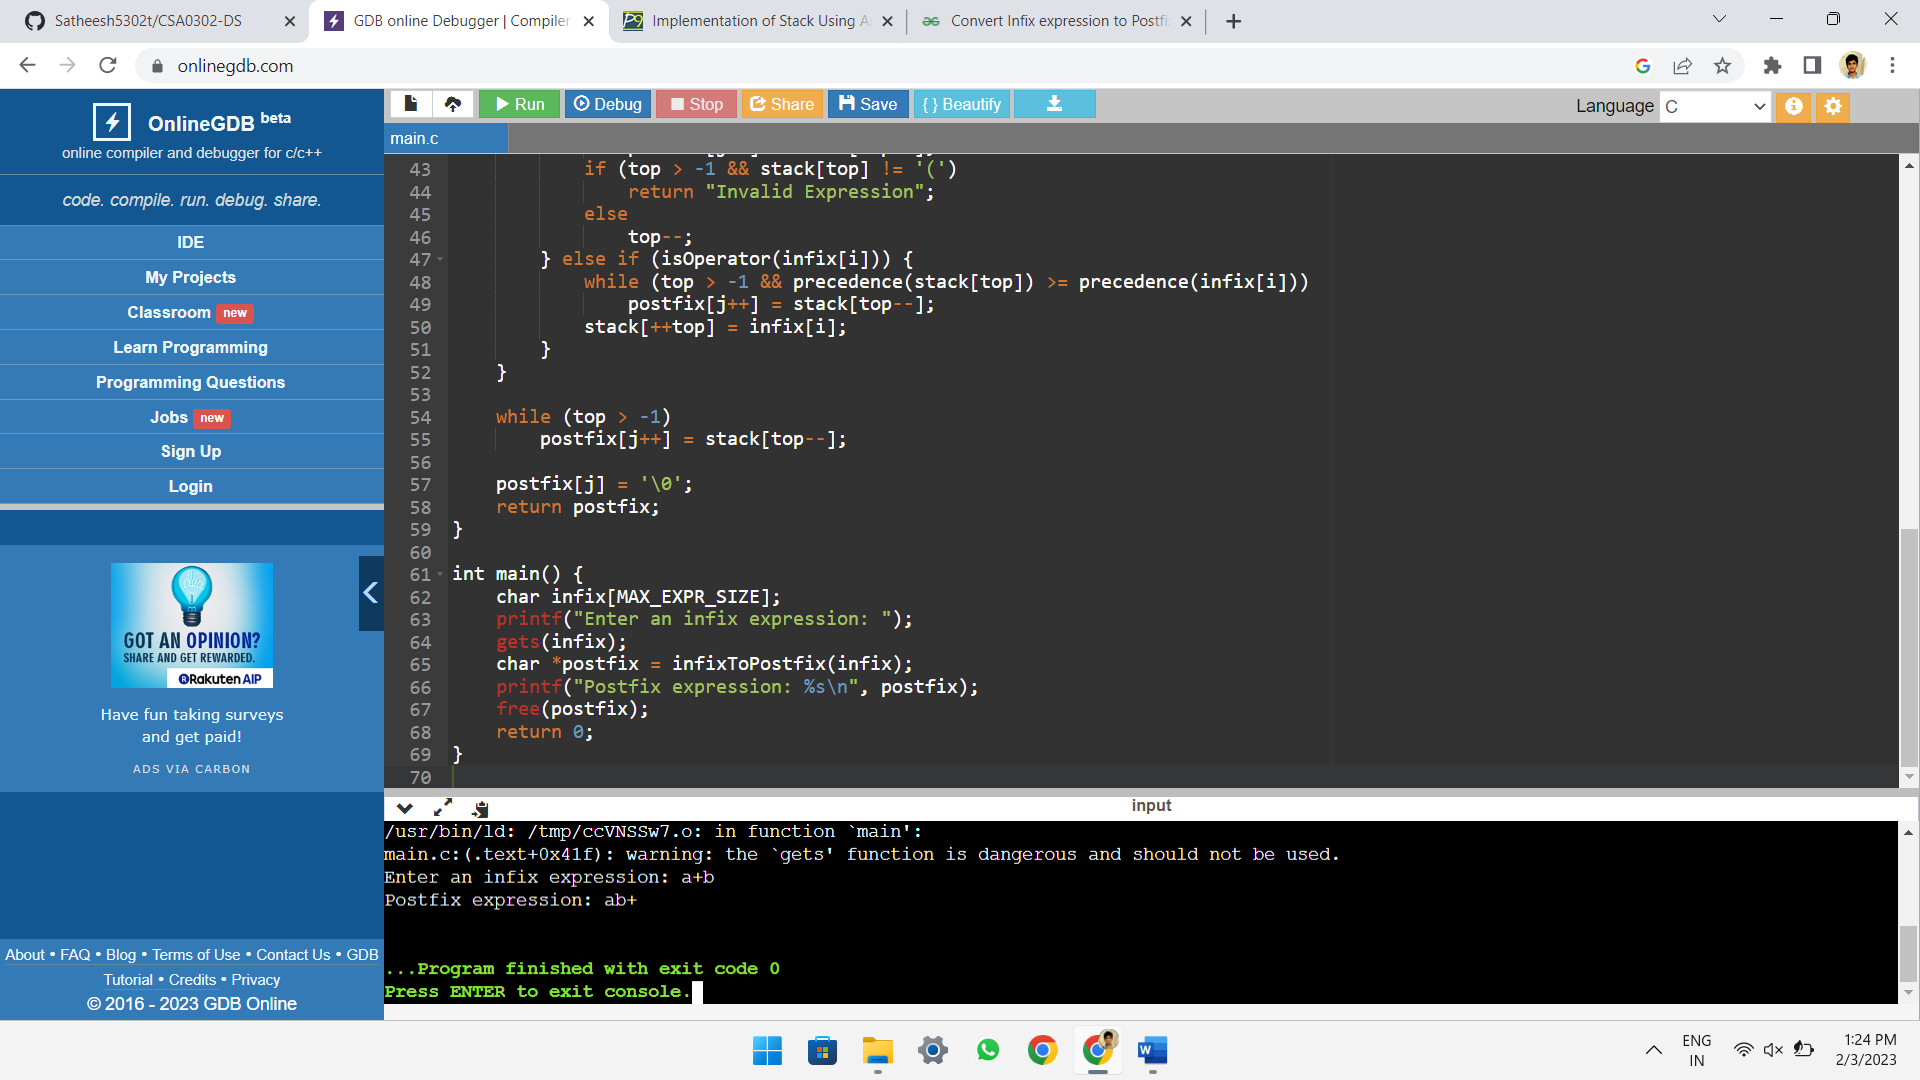 Satheesh5302t/CSA0302-DS
GDB online Debugger | Compiler
Implementation of Stack Using A
Convert Infix expression to Postfi
onlinegdb.com
OnlineGDB beta
online compiler and debugger for c/c++
code. compile. run. debug. share.
IDE
My Projects
Classroom new
Learn Programming
Programming Questions
Jobs new
Sign Up
Login
GOT AN OPINION?
SHARE AND GET REWARDED.
Rakuten AIP
Have fun taking surveys
and get paid!
ADS VIA CARBON
About • FAQ • Blog • Terms of Use • Contact Us • GDB
Tutorial • Credits • Privacy
© 2016 - 2023 GDB Online
Run Debug Stop Share Save { } Beautify
Language C
main.c
43 if (top > -1 && stack[top] != '(')
44 return "Invalid Expression";
45 else
46 top--;
47 } else if (isOperator(infix[i])) {
48 while (top > -1 && precedence(stack[top]) >= precedence(infix[i]))
49 postfix[j++] = stack[top--];
50 stack[++top] = infix[i];
51 }
52 }
53
54 while (top > -1)
55 postfix[j++] = stack[top--];
56
57 postfix[j] = '\0';
58 return postfix;
59 }
60
61 int main() {
62 char infix[MAX_EXPR_SIZE];
63 printf("Enter an infix expression: ");
64 gets(infix);
65 char *postfix = infixToPostfix(infix);
66 printf("Postfix expression: %s\n", postfix);
67 free(postfix);
68 return 0;
69 }
70
input
/usr/bin/ld: /tmp/ccVNSSw7.o: in function `main':
main.c:(.text+0x41f): warning: the `gets' function is dangerous and should not be used.
Enter an infix expression: a+b
Postfix expression: ab+
...Program finished with exit code 0
Press ENTER to exit console.
ENG
IN
1:24 PM
2/3/2023